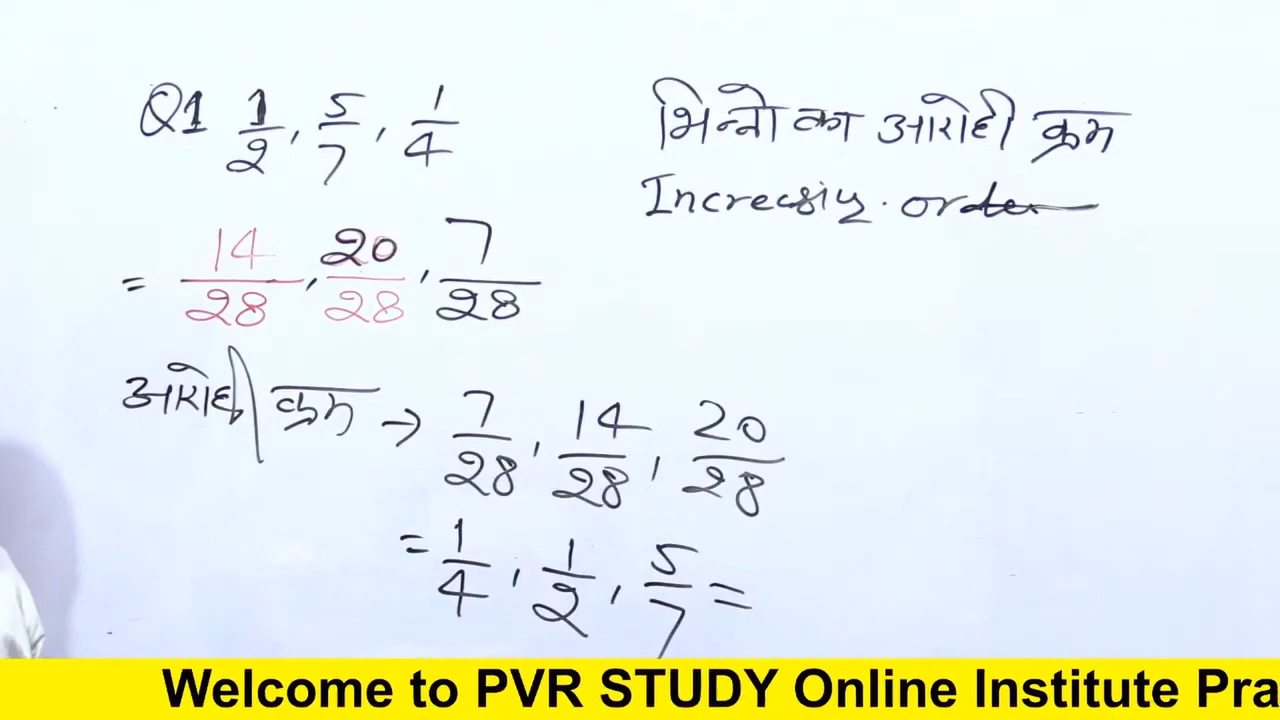 Q1 1/2, 5/7, 1/4
भिन्नो का आरोही क्रम
Increasing order
= 14/28, 20/28, 7/28
आरोही क्रम → 7/28, 14/28, 20/28
= 1/4, 1/2, 5/7 =
Welcome to PVR STUDY Online Institute Pra